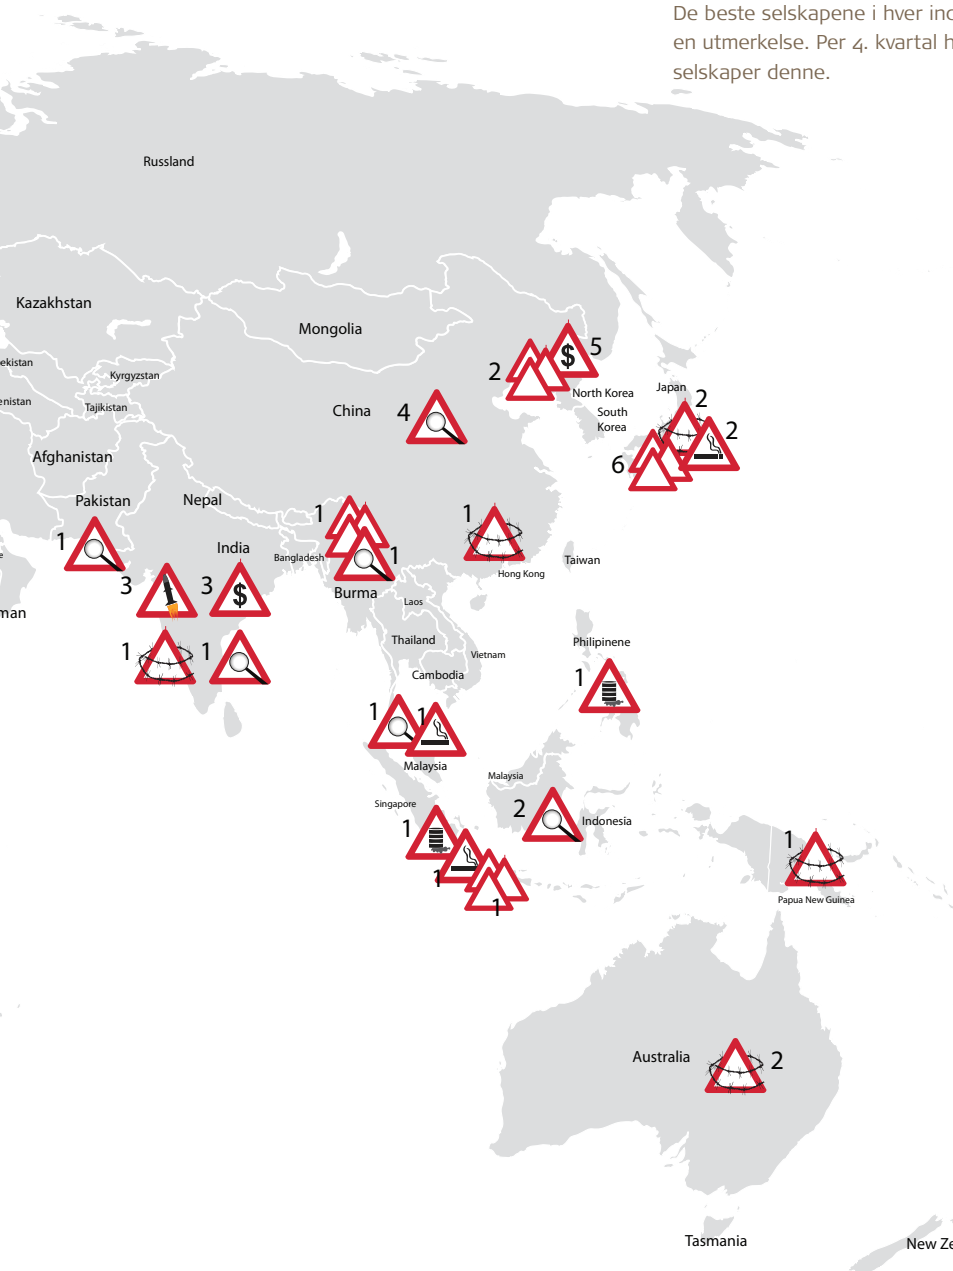 De beste selskapene i hver inc
en utmerkelse. Per 4. kvartal h
selskaper denne.
Russland
Kazakhstan
Mongolia
ekistan
Kyrgyzstan
enistan
Tajikistan
China
4
2
$
5
North Korea
South
Korea
Japan
2
2
6
Afghanistan
Pakistan
Nepal
1
1
1
India
Bangladesh
1
Hong Kong
Taiwan
e
man
3
3
$
Burma
Laos
Thailand
Vietnam
Cambodia
Philipinene
1
1
1
1
1
Malaysia
Malaysia
Singapore
2
Indonesia
1
1
1
1
Papua New Guinea
Australia
2
Tasmania
New Ze